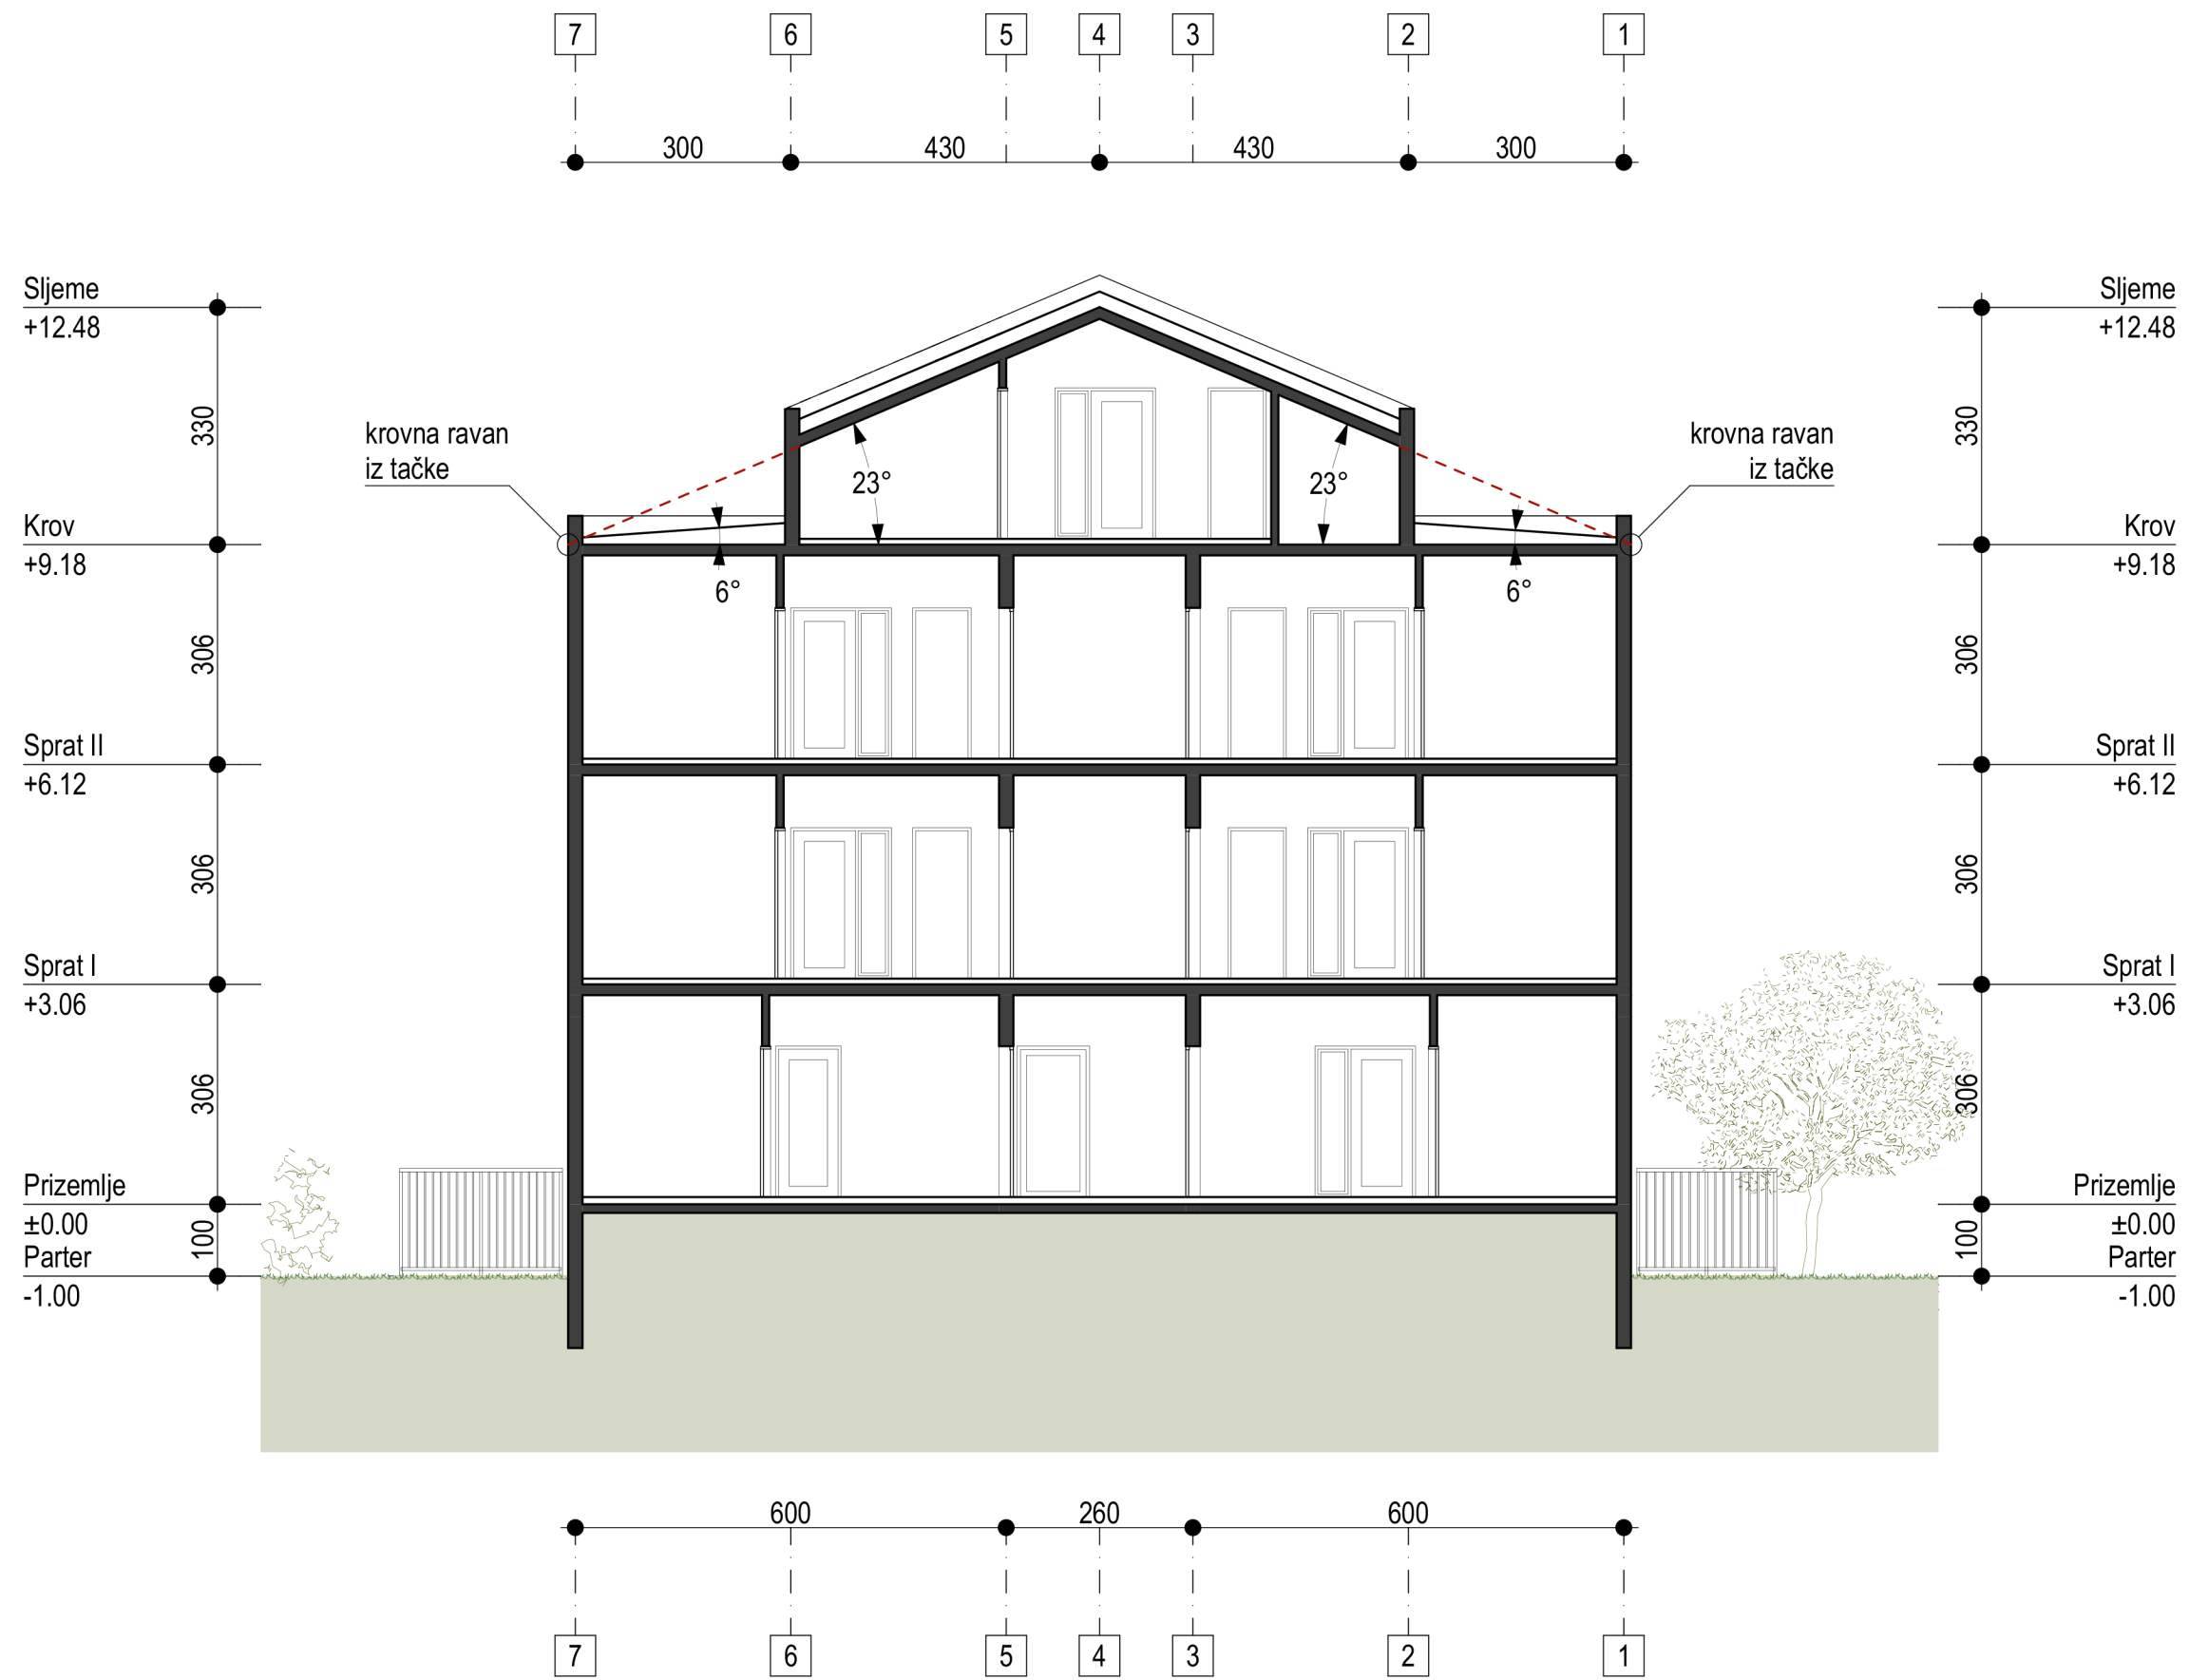 7 6 5 4 3 2 1
300 430 430 300
Sljeme
+12.48
330
krovna ravan
iz tačke
Krov
+9.18
306
Sprat II
+6.12
306
Sprat I
+3.06
306
Prizemlje
±0.00
100
Parter
-1.00
23°
23°
6°
6°
Sljeme
+12.48
330
krovna ravan
iz tačke
Krov
+9.18
306
Sprat II
+6.12
306
Sprat I
+3.06
306
Prizemlje
±0.00
100
Parter
-1.00
600 260 600
7 6 5 4 3 2 1